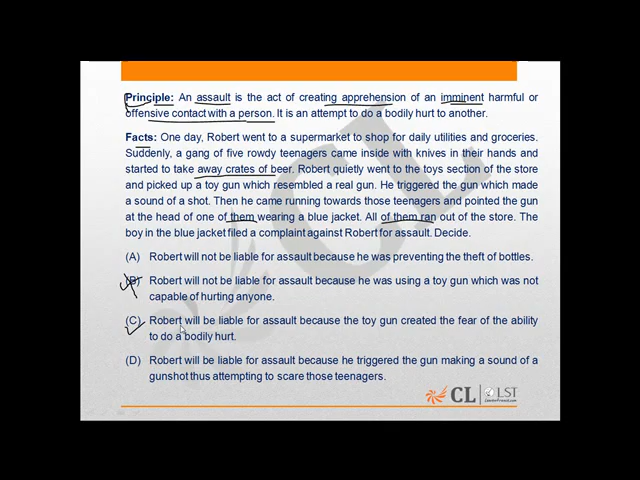 Principle: An assault is the act of creating apprehension of an imminent harmful or
offensive contact with a person. It is an attempt to do a bodily hurt to another.
Facts: One day, Robert went to a supermarket to shop for daily utilities and groceries.
Suddenly, a gang of five rowdy teenagers came inside with knives in their hands and
started to take away crates of beer. Robert quietly went to the toys section of the store
and picked up a toy gun which resembled a real gun. He triggered the gun which made
a sound of a shot. Then he came running towards those teenagers and pointed the gun
at the head of one of them wearing a blue jacket. All of them ran out of the store. The
boy in the blue jacket filed a complaint against Robert for assault. Decide.
(A) Robert will not be liable for assault because he was preventing the theft of bottles.
(B) Robert will not be liable for assault because he was using a toy gun which was not
capable of hurting anyone.
(C) Robert will be liable for assault because the toy gun created the fear of the ability
to do a bodily hurt.
(D) Robert will be liable for assault because he triggered the gun making a sound of a
gunshot thus attempting to scare those teenagers.
CL LST